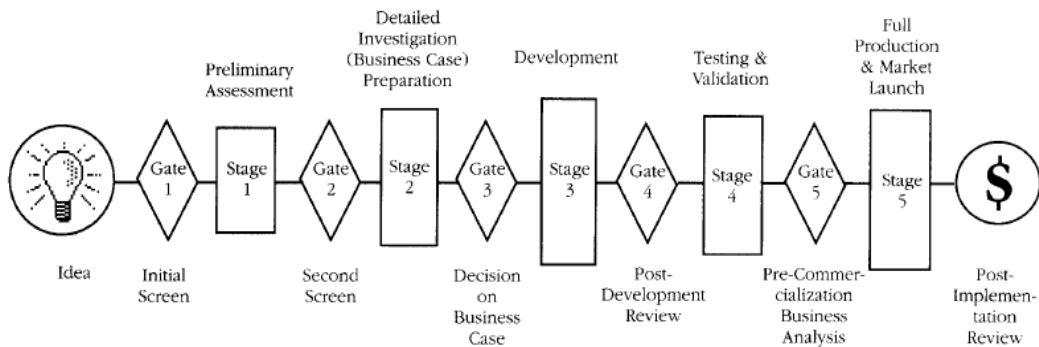 Detailed
Investigation
(Business Case)
Preparation
Full
Production
& Market
Launch
Preliminary
Assessment
Development
Testing &
Validation
Gate
1
Stage
1
Gate
2
Stage
2
Gate
3
Stage
3
Gate
4
Stage
4
Gate
5
Stage
5
$
Idea
Initial
Screen
Second
Screen
Decision
on
Business
Case
Post-
Development
Review
Pre-Commer-
cialization
Business
Analysis
Post-
Implemen-
tation
Review